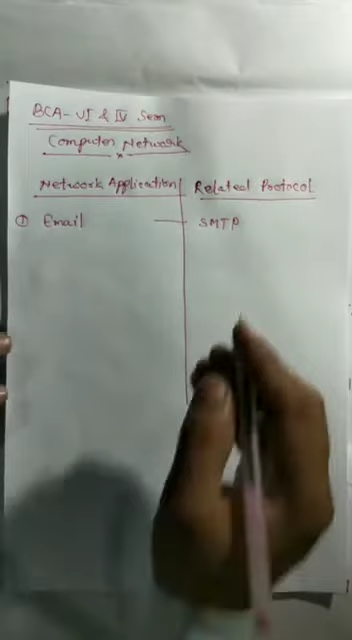 BCA-VI & IV Sem
Computer Network
Network Application Related Protocol
① Email — SMTP